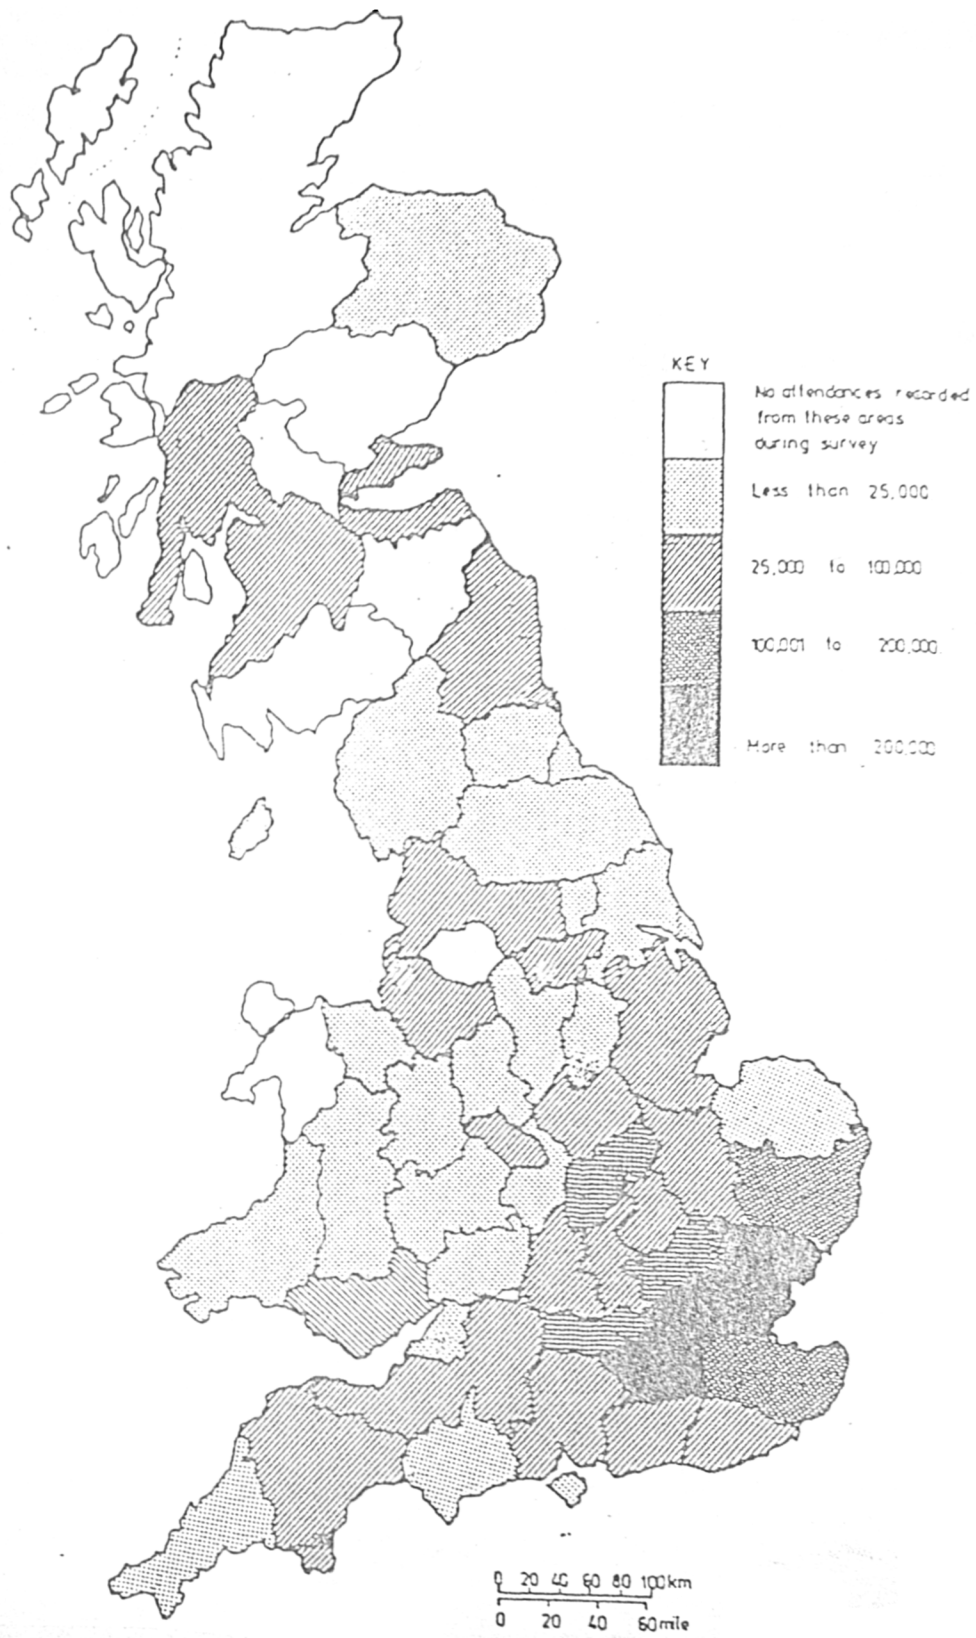 KEY
No attendances recorded
from these areas
during survey
Less than 25,000
25,000 to 100,000
100,001 to 200,000
More than 200,000
0 20 40 60 80 100km
0 20 40 60mile